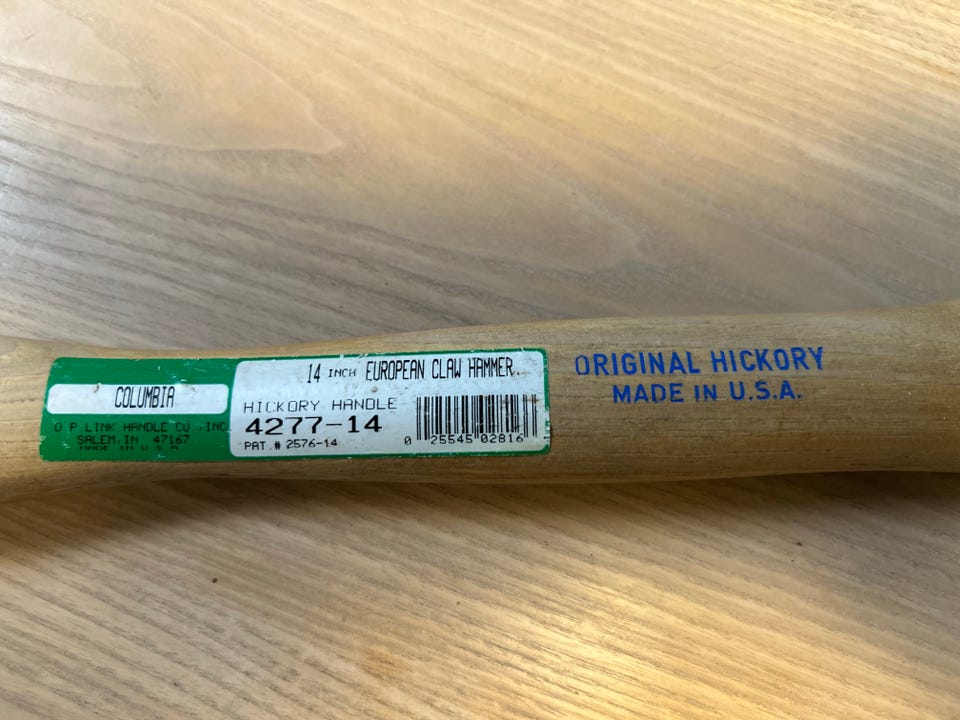 COLUMBIA
O P LINK HANDLE CO., INC
SALEM, IN 47167
MADE IN U S A
14 INCH EUROPEAN CLAW HAMMER
HICKORY HANDLE
4277-14
PAT.# 2576-14
0 25545 02816
ORIGINAL HICKORY
MADE IN U.S.A.